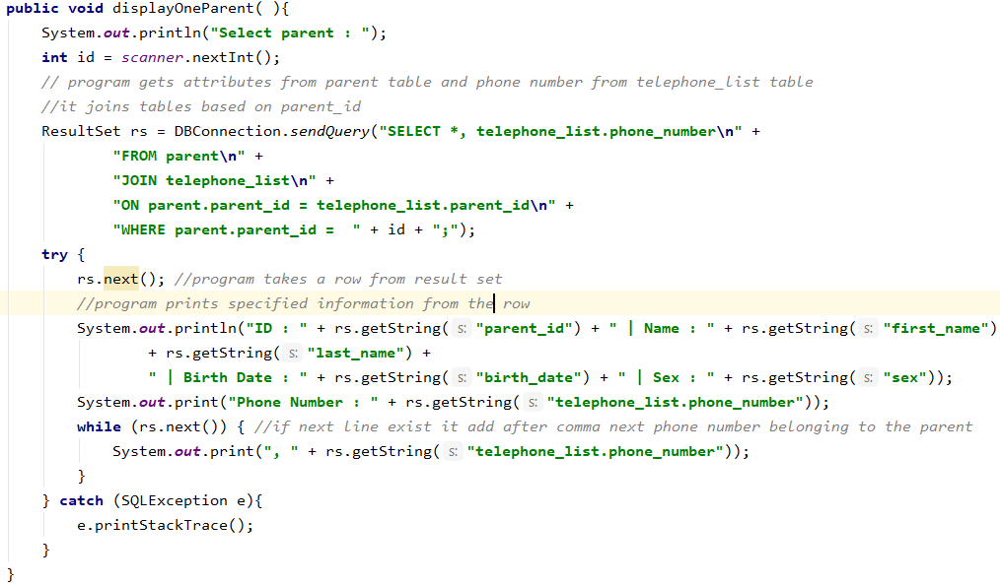 public void displayOneParent( ){
System.out.println("Select parent : ");
int id = scanner.nextInt();
// program gets attributes from parent table and phone number from telephone_list table
//it joins tables based on parent_id
ResultSet rs = DBConnection.sendQuery("SELECT *, telephone_list.phone_number\n" +
"FROM parent\n" +
"JOIN telephone_list\n" +
"ON parent.parent_id = telephone_list.parent_id\n" +
"WHERE parent.parent_id =  " + id + ";");
try {
rs.next(); //program takes a row from result set
//program prints specified information from the row
System.out.println("ID : " + rs.getString( s: "parent_id") + " | Name : " + rs.getString( s: "first_name")
+ rs.getString( s: "last_name") +
" | Birth Date : " + rs.getString( s: "birth_date") + " | Sex : " + rs.getString( s: "sex"));
System.out.print("Phone Number : " + rs.getString( s: "telephone_list.phone_number"));
while (rs.next()) { //if next line exist it add after comma next phone number belonging to the parent
System.out.print(", " + rs.getString( s: "telephone_list.phone_number"));
}
} catch (SQLException e){
e.printStackTrace();
}
}